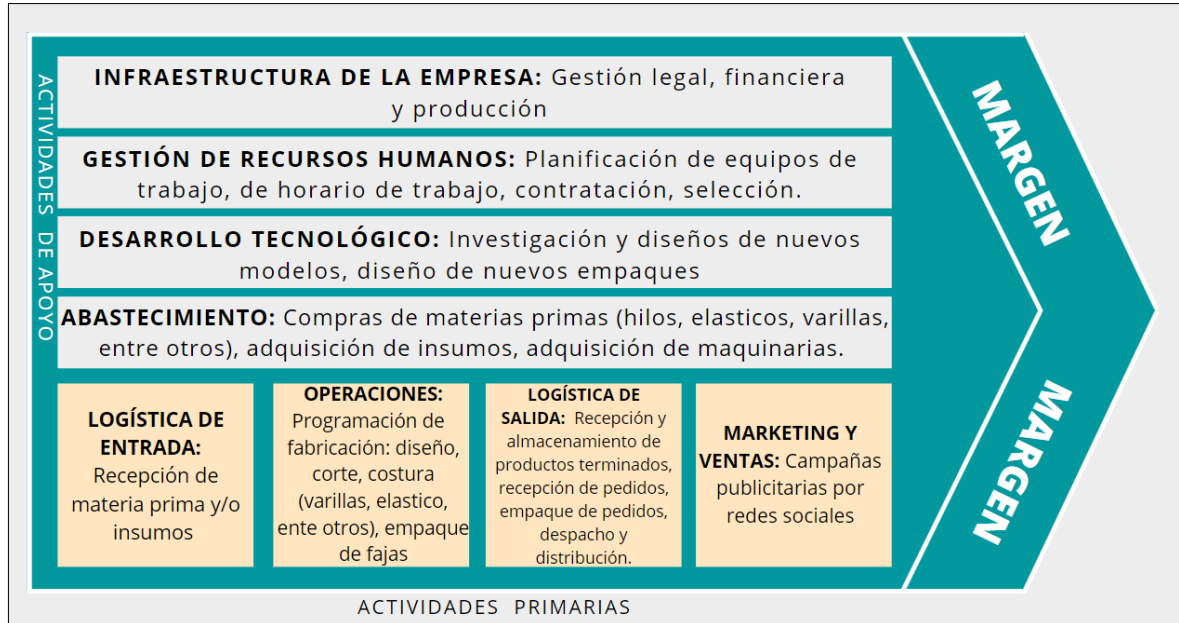 ACTIVIDADES DE APOYO
INFRAESTRUCTURA DE LA EMPRESA: Gestión legal, financiera
y producción
GESTIÓN DE RECURSOS HUMANOS: Planificación de equipos de
trabajo, de horario de trabajo, contratación, selección.
DESARROLLO TECNOLÓGICO: Investigación y diseños de nuevos
modelos, diseño de nuevos empaques
ABASTECIMIENTO: Compras de materias primas (hilos, elasticos, varillas,
entre otros), adquisición de insumos, adquisición de maquinarias.
LOGÍSTICA DE
ENTRADA:
Recepción de
materia prima y/o
insumos
OPERACIONES:
Programación de
fabricación: diseño,
corte, costura
(varillas, elastico,
ente otros), empaque
de fajas
LOGÍSTICA DE
SALIDA: Recepción y
almacenamiento de
productos terminados,
recepción de pedidos,
empaque de pedidos,
despacho y
distribución.
MARKETING Y
VENTAS: Campañas
publicitarias por
redes sociales
MARGEN
MARGEN
ACTIVIDADES PRIMARIAS